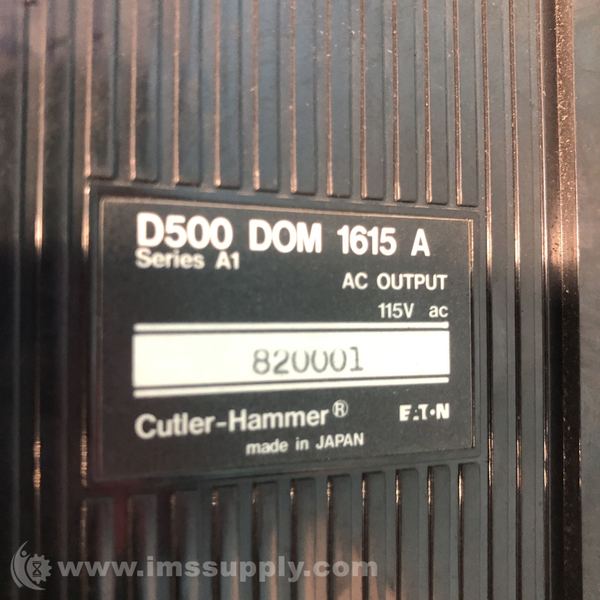 D500 DOM 1615 A
Series A1
AC OUTPUT
115V ac
820001
Cutler-Hammer®
EATON
made in JAPAN
www.imssupply.com